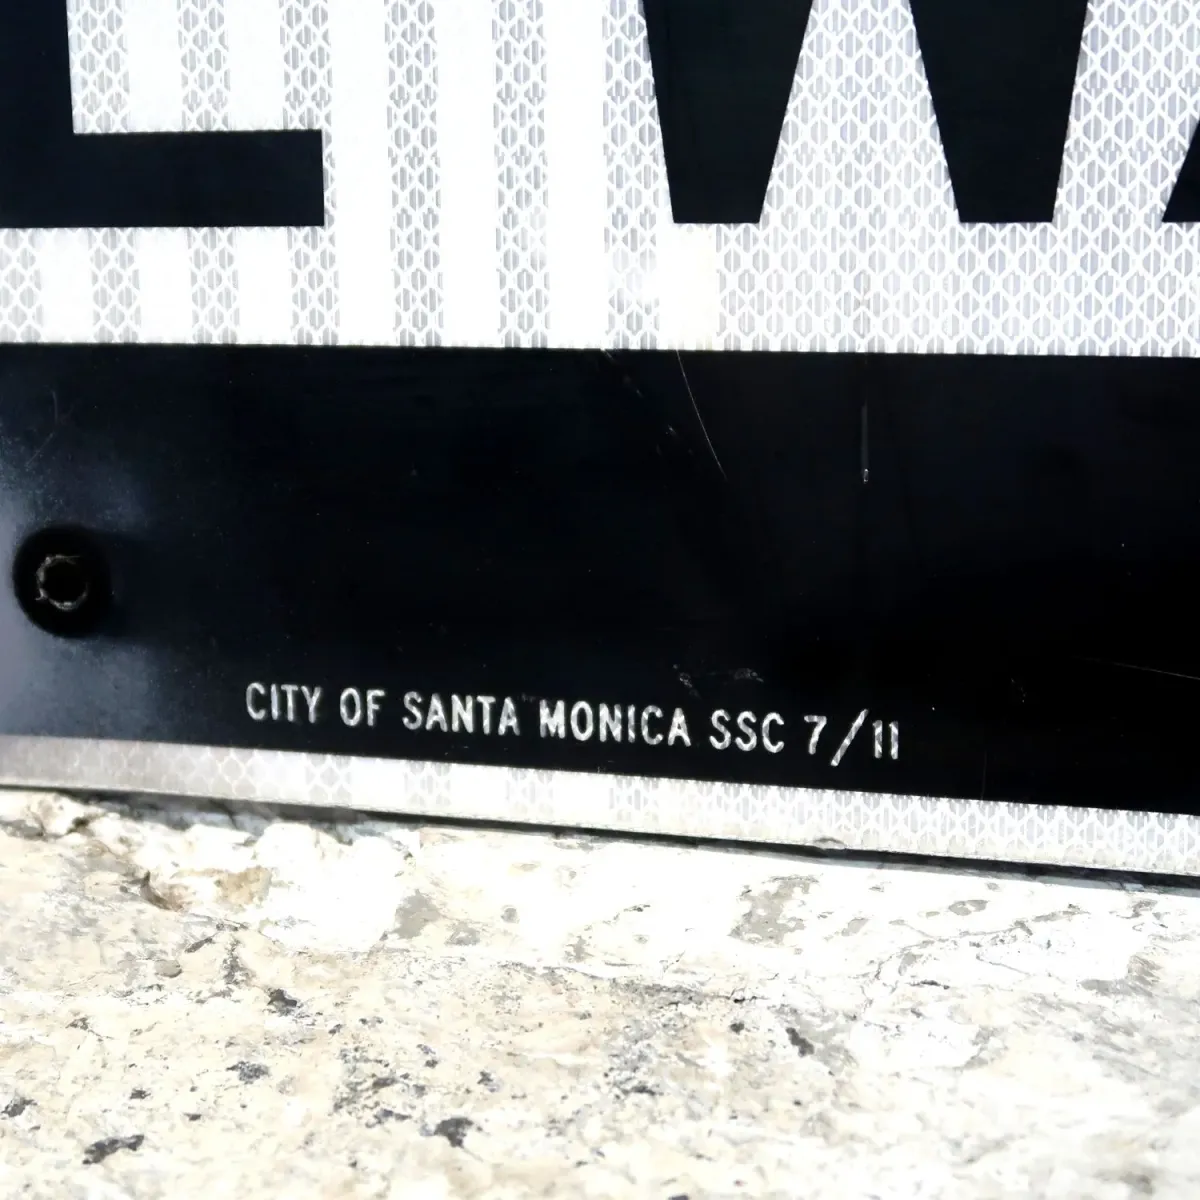 CITY OF SANTA MONICA SSC 7/11